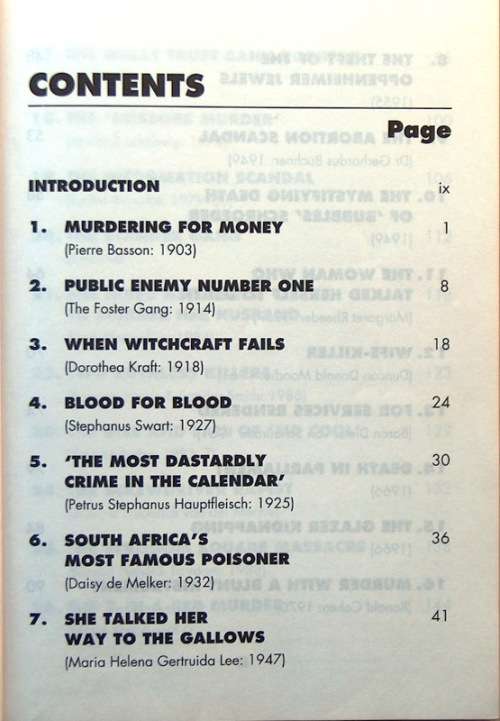 CONTENTS
Page
INTRODUCTION ix
1. MURDERING FOR MONEY 1
(Pierre Basson: 1903)
2. PUBLIC ENEMY NUMBER ONE 8
(The Foster Gang: 1914)
3. WHEN WITCHCRAFT FAILS 18
(Dorothea Kraft: 1918)
4. BLOOD FOR BLOOD 24
(Stephanus Swart: 1927)
5. ‘THE MOST DASTARDLY 30
CRIME IN THE CALENDAR’
(Petrus Stephanus Hauptfleisch: 1925)
6. SOUTH AFRICA’S 36
MOST FAMOUS POISONER
(Daisy de Melker: 1932)
7. SHE TALKED HER 41
WAY TO THE GALLOWS
(Maria Helena Gertruida Lee: 1947)